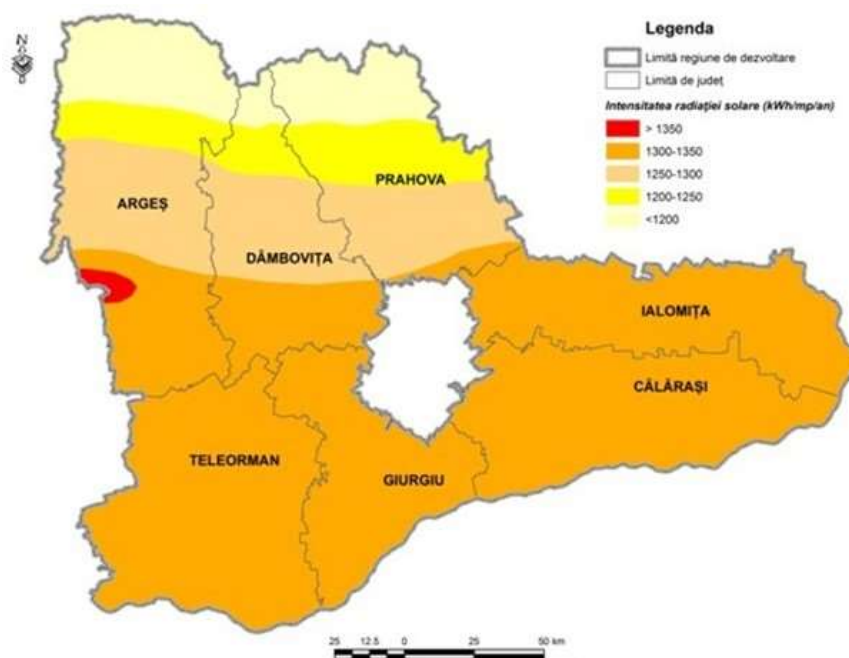 N
Legenda
Limită regiune de dezvoltare
Limită de județ
Intensitatea radiației solare (kWh/mp/an)
> 1350
1300-1350
1250-1300
1200-1250
<1200
PRAHOVA
ARGEȘ
DÂMBOVIȚA
IALOMIȚA
CÂLĂRAȘI
TELEORMAN
GIURGIU
25 12.5 0 25 50 km